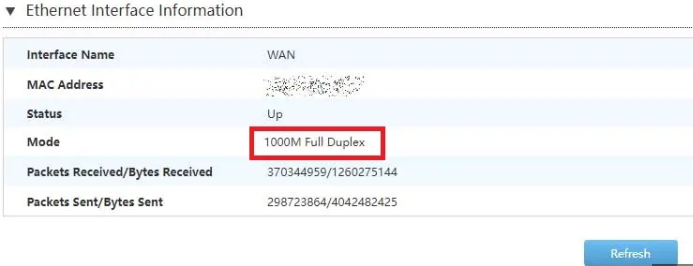 Ethernet Interface Information
Interface Name WAN
MAC Address
Status Up
Mode 1000M Full Duplex
Packets Received/Bytes Received 370344959/1260275144
Packets Sent/Bytes Sent 298723864/4042482425
Refresh